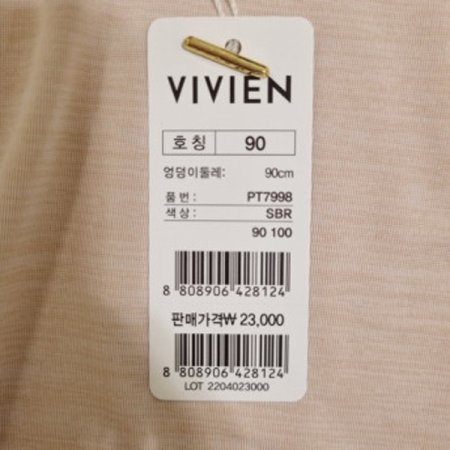 VIVIEN
호 칭 90
엉덩이둘레: 90cm
품 번: PT7998
색 상: SBR
90 100
8 808906 428124
판매가격₩ 23,000
8 808906 428124
LOT 2204023000